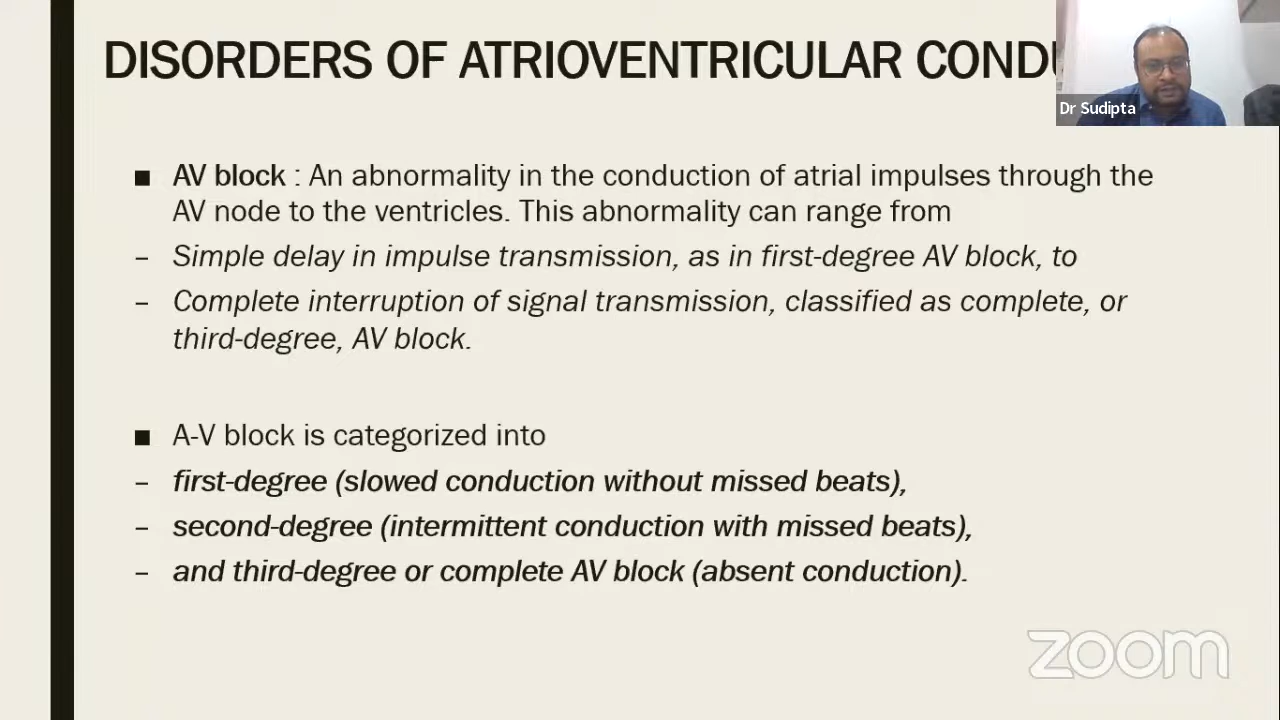 DISORDERS OF ATRIOVENTRICULAR
Dr Sudipta
■ AV block : An abnormality in the conduction of atrial impulses through the
AV node to the ventricles. This abnormality can range from
– Simple delay in impulse transmission, as in first-degree AV block, to
– Complete interruption of signal transmission, classified as complete, or
third-degree, AV block.
■ A-V block is categorized into
– first-degree (slowed conduction without missed beats),
– second-degree (intermittent conduction with missed beats),
– and third-degree or complete AV block (absent conduction).
zoom